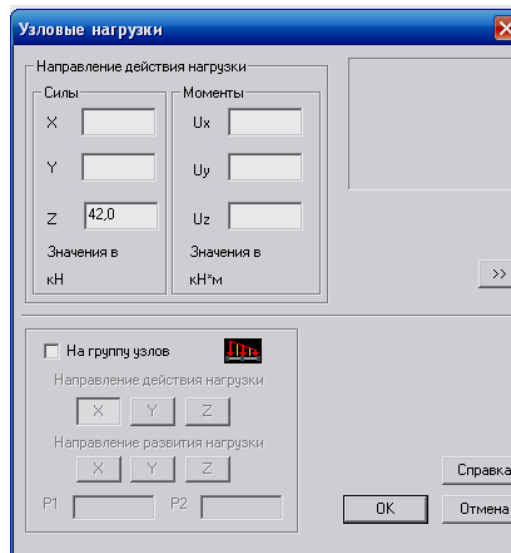 Узловые нагрузки
Направление действия нагрузки
Силы Моменты
X Ux
Y Uy
Z 42,0 Uz
Значения в Значения в
кН кН*м
>>
На группу узлов
Направление действия нагрузки
X Y Z
Направление развития нагрузки
X Y Z
P1 P2
Справка
OK Отмена